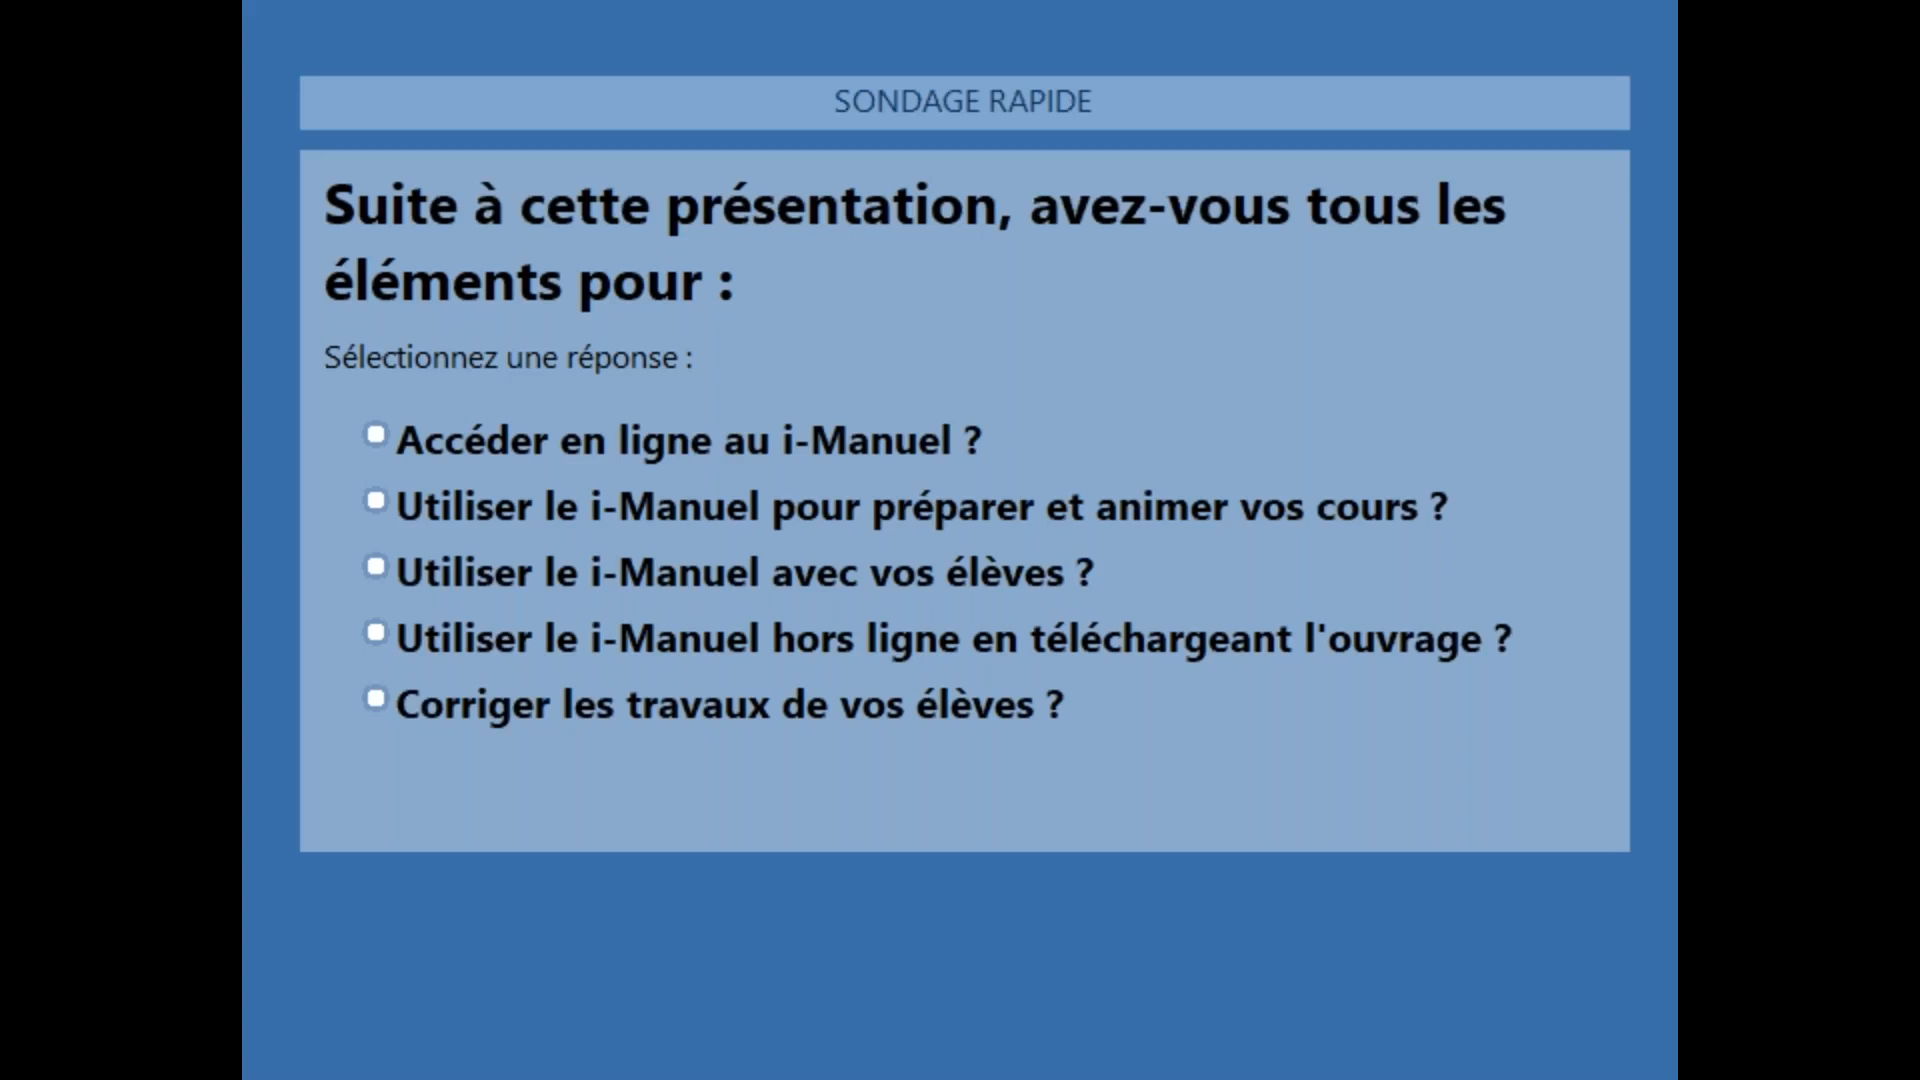 SONDAGE RAPIDE
Suite à cette présentation, avez-vous tous les
éléments pour :
Sélectionnez une réponse :
Accéder en ligne au i-Manuel ?
Utiliser le i-Manuel pour préparer et animer vos cours ?
Utiliser le i-Manuel avec vos élèves ?
Utiliser le i-Manuel hors ligne en téléchargeant l'ouvrage ?
Corriger les travaux de vos élèves ?